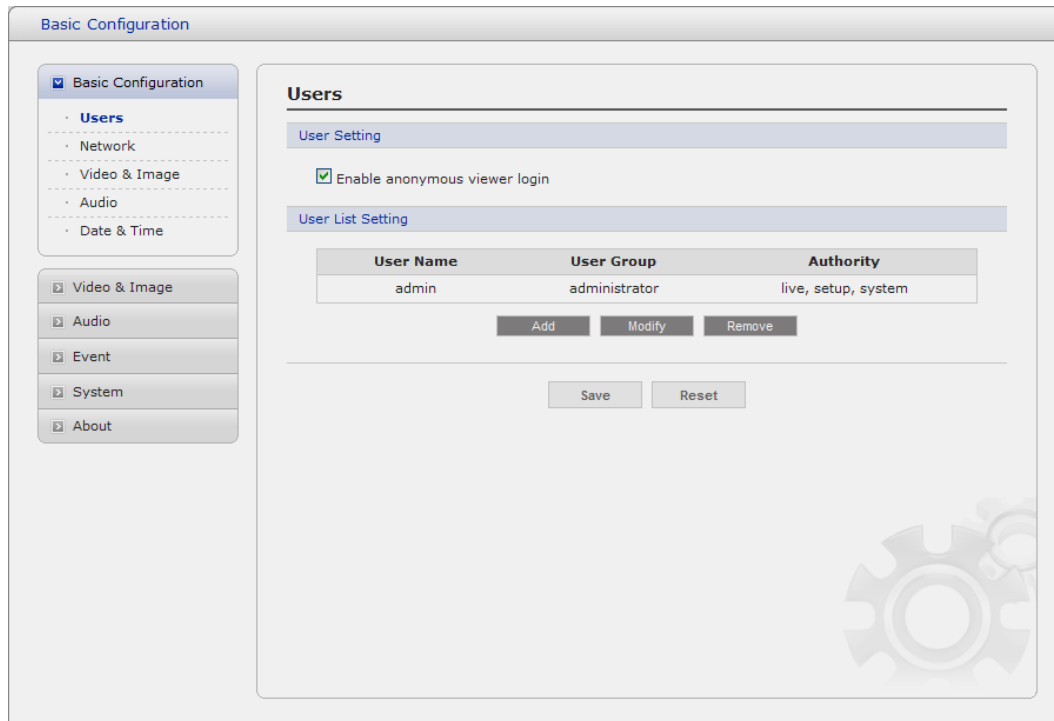 Basic Configuration
Basic Configuration
· Users
· Network
· Video & Image
· Audio
· Date & Time
Video & Image
Audio
Event
System
About
Users
User Setting
Enable anonymous viewer login
User List Setting
User Name User Group Authority
admin administrator live, setup, system
Add Modify Remove
Save Reset